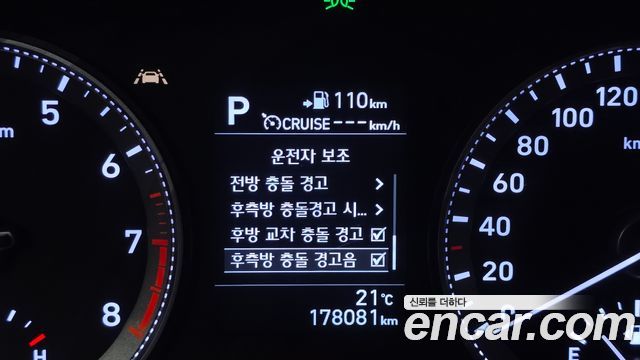 P
110km
CRUISE ---km/h
운전자 보조
전방 충돌 경고
후측방 충돌경고 시...
후방 교차 충돌 경고
후측방 충돌 경고음
21℃
178081km
5
6
7
8
H
m
120
100
80
60
40
20
0
km
E
신뢰를 더하다
encar.com